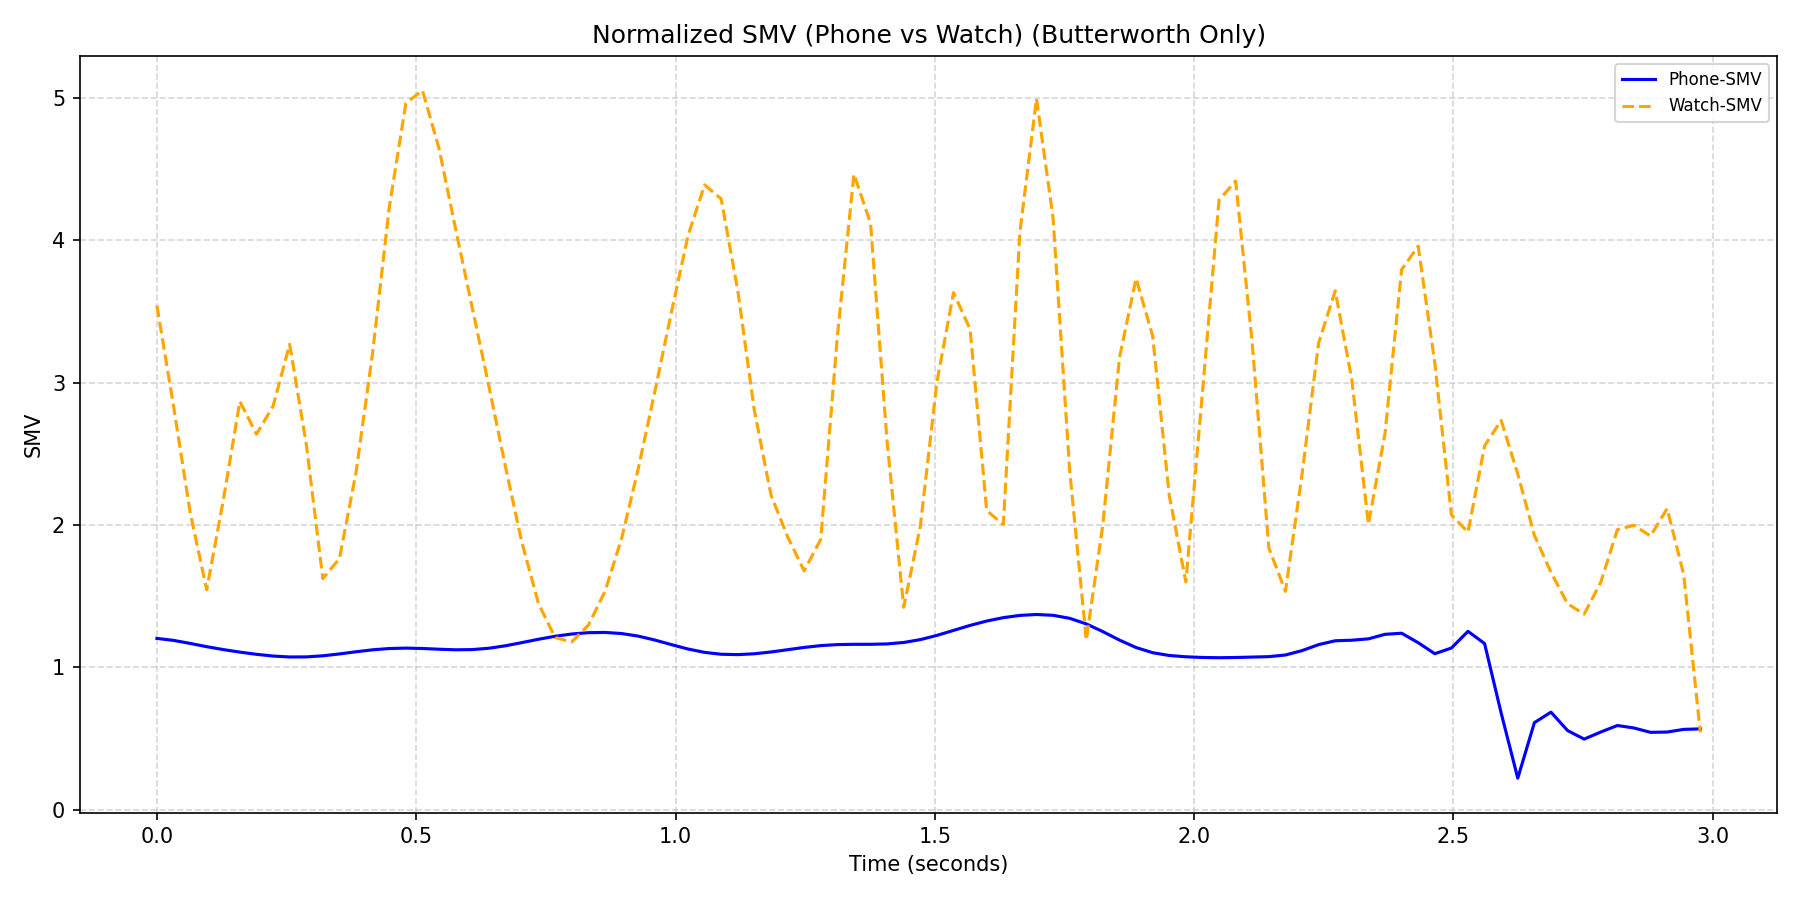 Normalized SMV (Phone vs Watch) (Butterworth Only)
Phone-SMV
Watch-SMV
5
4
3
2
1
0
SMV
0.0 0.5 1.0 1.5 2.0 2.5 3.0
Time (seconds)